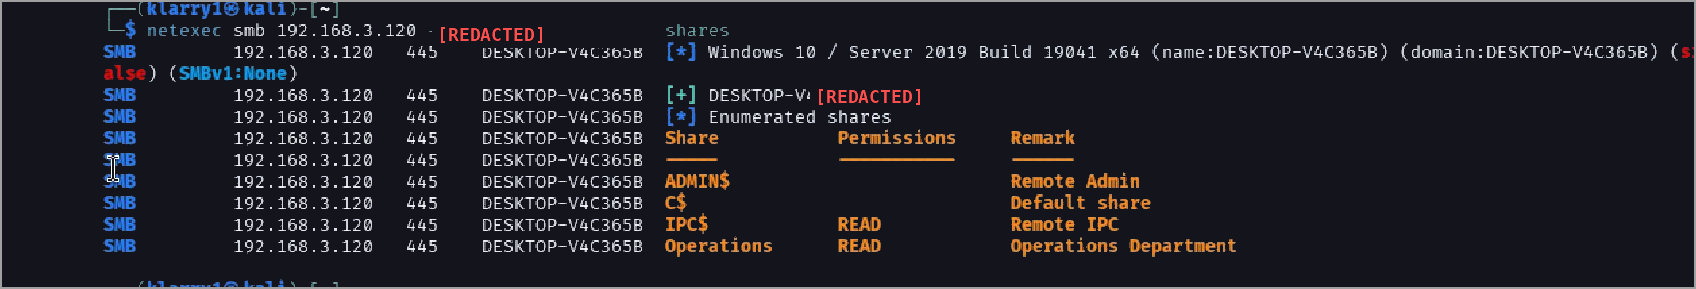 (klarry1㉿kali)-[~]
$ netexec smb 192.168.3.120 - [REDACTED] shares
SMB 192.168.3.120 445 DESKTOP-V4C365B [*] Windows 10 / Server 2019 Build 19041 x64 (name:DESKTOP-V4C365B) (domain:DESKTOP-V4C365B) (
alse) (SMBv1:None)
SMB 192.168.3.120 445 DESKTOP-V4C365B [+] DESKTOP-V4 [REDACTED]
SMB 192.168.3.120 445 DESKTOP-V4C365B [*] Enumerated shares
SMB 192.168.3.120 445 DESKTOP-V4C365B Share Permissions Remark
SMB 192.168.3.120 445 DESKTOP-V4C365B ----- ----------- ------
SMB 192.168.3.120 445 DESKTOP-V4C365B ADMIN$ Remote Admin
SMB 192.168.3.120 445 DESKTOP-V4C365B C$ Default share
SMB 192.168.3.120 445 DESKTOP-V4C365B IPC$ READ Remote IPC
SMB 192.168.3.120 445 DESKTOP-V4C365B Operations READ Operations Department
(klarry1㉿kali)-[~]